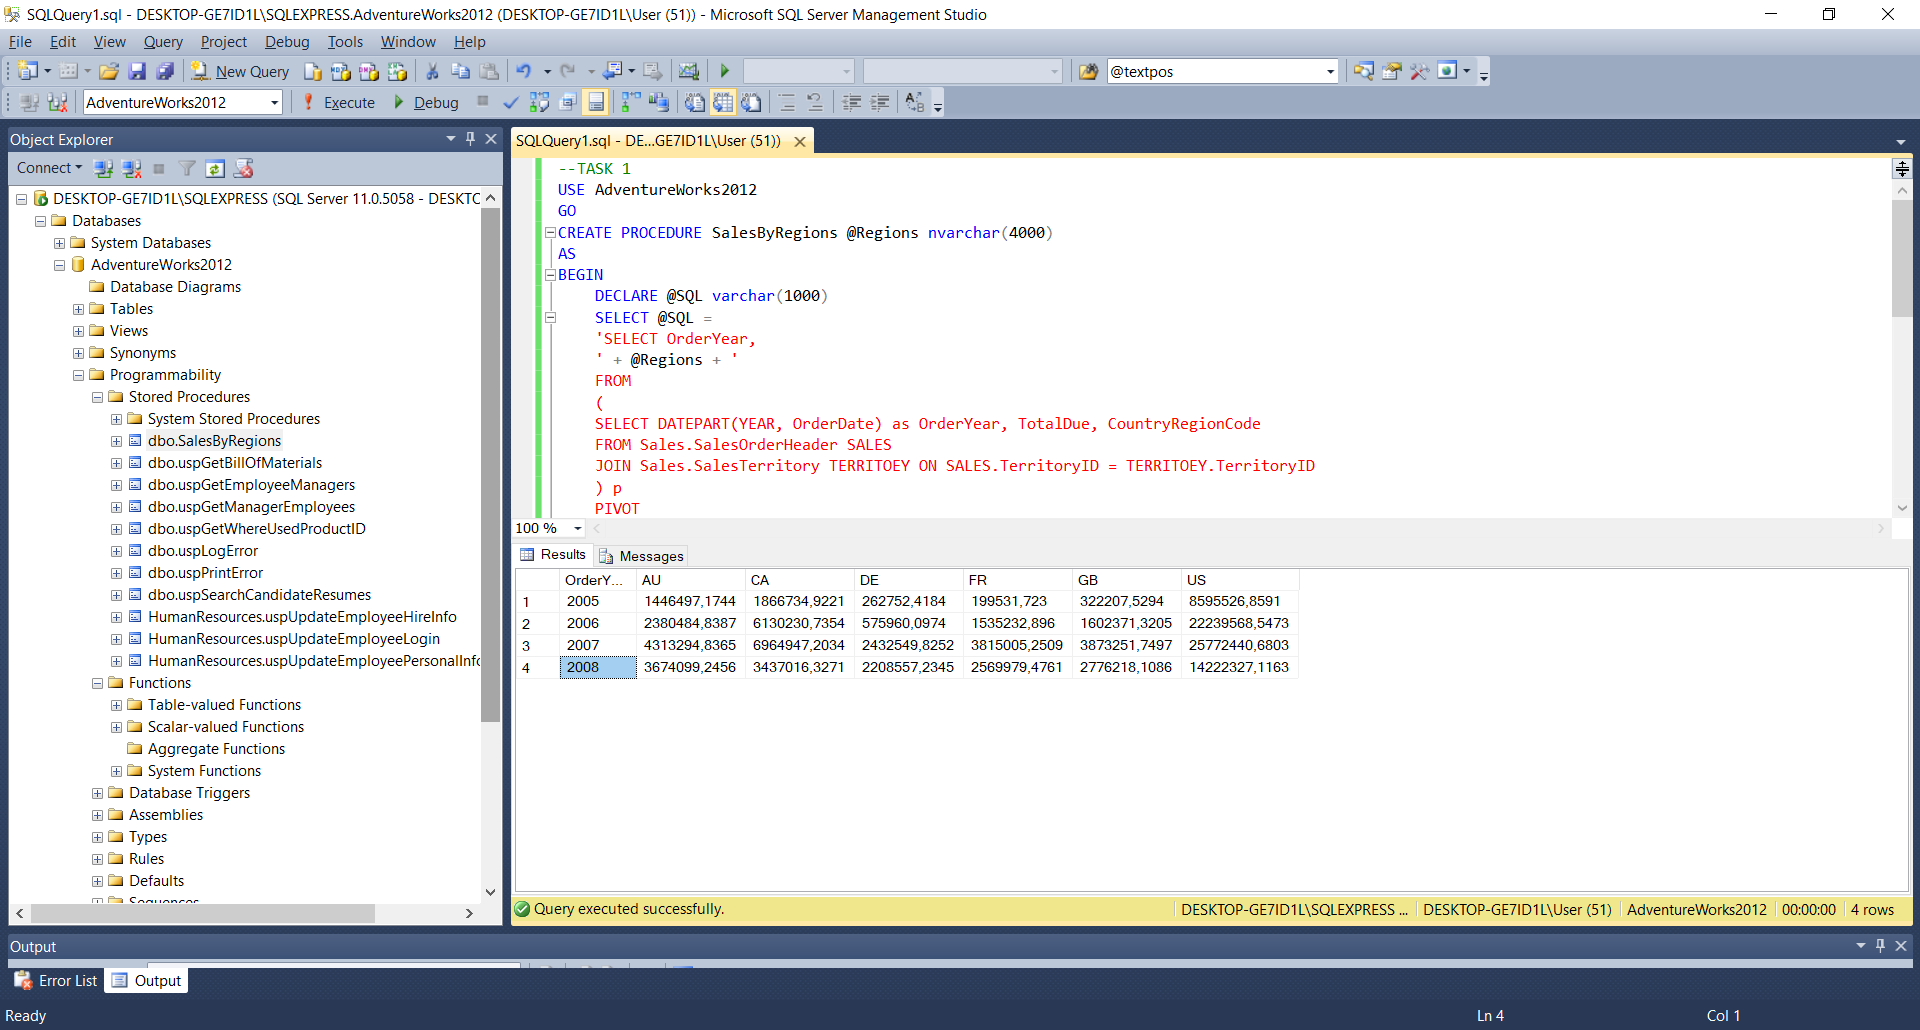 SQLQuery1.sql - DESKTOP-GE7ID1L\SQLEXPRESS.AdventureWorks2012 (DESKTOP-GE7ID1L\User (51)) - Microsoft SQL Server Management Studio
File Edit View Query Project Debug Tools Window Help
New Query @textpos
AdventureWorks2012 Execute Debug
Object Explorer
Connect
DESKTOP-GE7ID1L\SQLEXPRESS (SQL Server 11.0.5058 - DESKTC
Databases
System Databases
AdventureWorks2012
Database Diagrams
Tables
Views
Synonyms
Programmability
Stored Procedures
System Stored Procedures
dbo.SalesByRegions
dbo.uspGetBillOfMaterials
dbo.uspGetEmployeeManagers
dbo.uspGetManagerEmployees
dbo.uspGetWhereUsedProductID
dbo.uspLogError
dbo.uspPrintError
dbo.uspSearchCandidateResumes
HumanResources.uspUpdateEmployeeHireInfo
HumanResources.uspUpdateEmployeeLogin
HumanResources.uspUpdateEmployeePersonalInfo
Functions
Table-valued Functions
Scalar-valued Functions
Aggregate Functions
System Functions
Database Triggers
Assemblies
Types
Rules
Defaults
Sequences
SQLQuery1.sql - DE...GE7ID1L\User (51))
--TASK 1
USE AdventureWorks2012
GO
CREATE PROCEDURE SalesByRegions @Regions nvarchar(4000)
AS
BEGIN
DECLARE @SQL varchar(1000)
SELECT @SQL =
'SELECT OrderYear,
' + @Regions + '
FROM
(
SELECT DATEPART(YEAR, OrderDate) as OrderYear, TotalDue, CountryRegionCode
FROM Sales.SalesOrderHeader SALES
JOIN Sales.SalesTerritory TERRITOEY ON SALES.TerritoryID = TERRITOEY.TerritoryID
) p
PIVOT
100 %
Results Messages
OrderY... AU CA DE FR GB US
1 2005 1446497,1744 1866734,9221 262752,4184 199531,723 322207,5294 8595526,8591
2 2006 2380484,8387 6130230,7354 575960,0974 1535232,896 1602371,3205 22239568,5473
3 2007 4313294,8365 6964947,2034 2432549,8252 3815005,2509 3873251,7497 25772440,6803
4 2008 3674099,2456 3437016,3271 2208557,2345 2569979,4761 2776218,1086 14222327,1163
Query executed successfully. DESKTOP-GE7ID1L\SQLEXPRESS ... DESKTOP-GE7ID1L\User (51) AdventureWorks2012 00:00:00 4 rows
Output
Error List Output
Ready Ln 4 Col 1